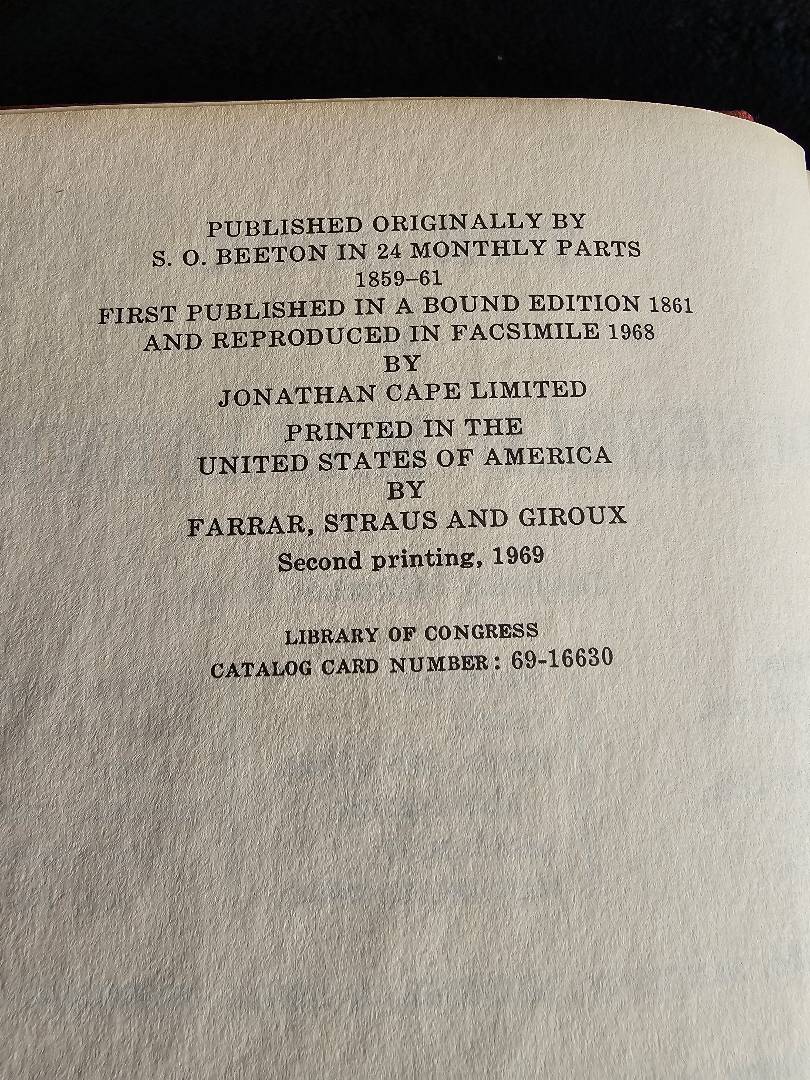 PUBLISHED ORIGINALLY BY
S. O. BEETON IN 24 MONTHLY PARTS
1859–61
FIRST PUBLISHED IN A BOUND EDITION 1861
AND REPRODUCED IN FACSIMILE 1968
BY
JONATHAN CAPE LIMITED
PRINTED IN THE
UNITED STATES OF AMERICA
BY
FARRAR, STRAUS AND GIROUX
Second printing, 1969
LIBRARY OF CONGRESS
CATALOG CARD NUMBER: 69-16630